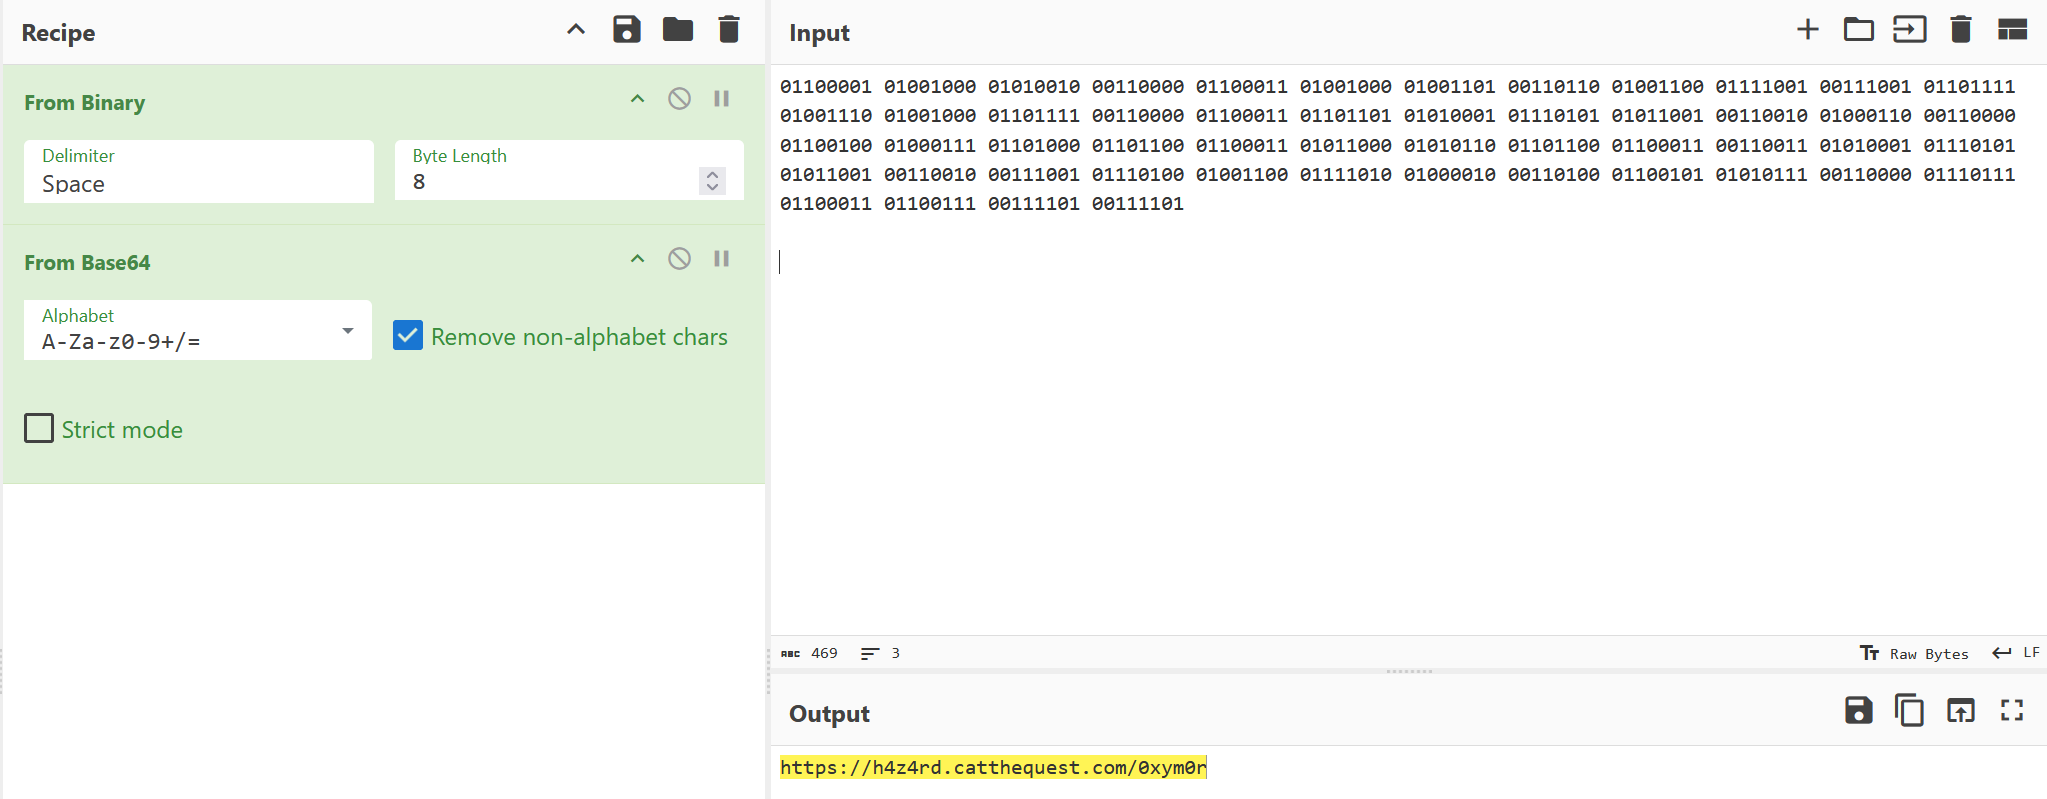 Recipe
From Binary
Delimiter
Space
Byte Length
8
From Base64
Alphabet
A-Za-z0-9+/=
Remove non-alphabet chars
Strict mode
Input
01100001 01001000 01010010 00110000 01100011 01001000 01001101 00110110 01001100 01111001 00111001 01101111
01001110 01001000 01101111 00110000 01100011 01101101 01010001 01110101 01011001 00110010 01000110 00110000
01100100 01000111 01101000 01101100 01100011 01011000 01010110 01101100 01100011 00110011 01010001 01110101
01011001 00110010 00111001 01110100 01001100 01111010 01000010 00110100 01100101 01010111 00110000 01110111
01100011 01100111 00111101 00111101
ABC 469 3
Raw Bytes LF
Output
https://h4z4rd.catthequest.com/0xym0r